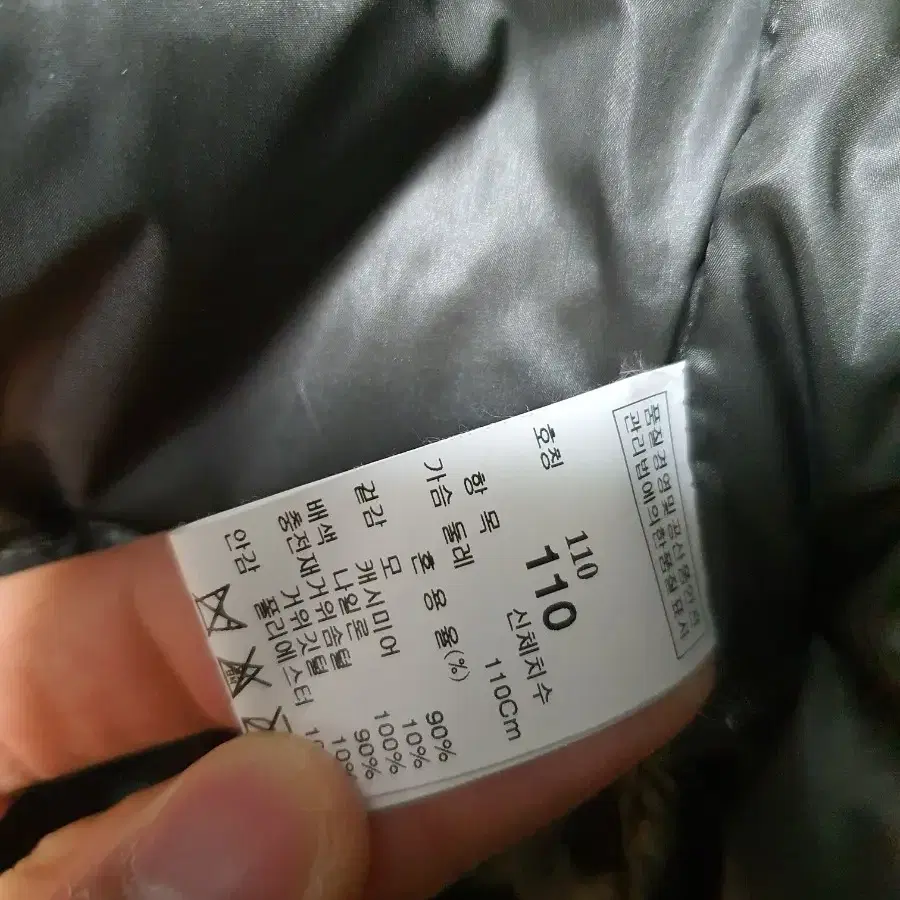 품질경영및 공산품안전
관리법에의한품질표시
110
호칭 110
항목 신체치수
가슴둘레 110Cm
혼용율(%)
겉감 모 90%
캐시미어 10%
배색 나일론 100%
충전재 거위솜털 90%
거위깃털 10%
안감 폴리에스터